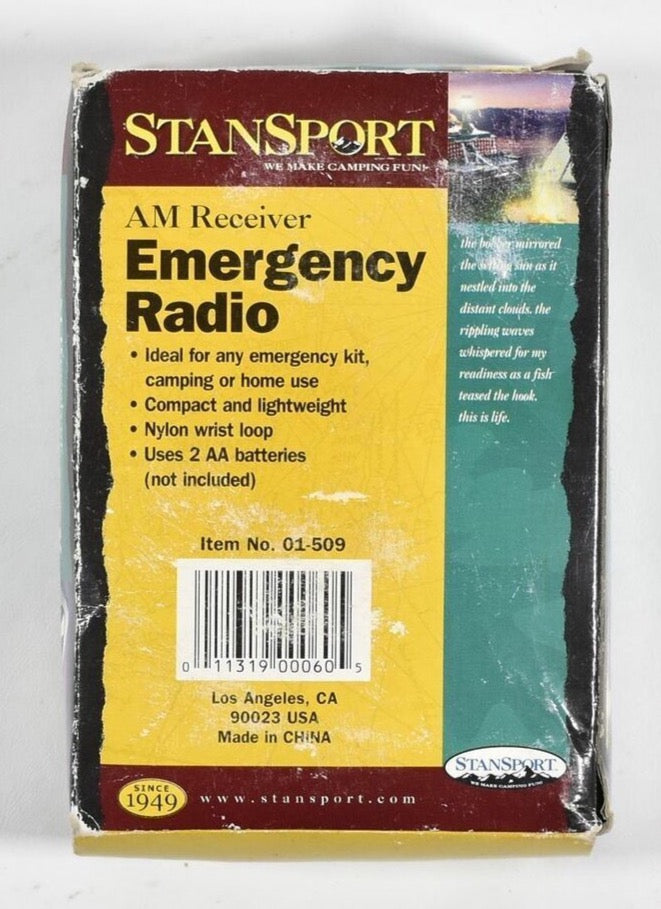 STANSPORT
WE MAKE CAMPING FUN!
AM Receiver
Emergency
Radio
• Ideal for any emergency kit,
camping or home use
• Compact and lightweight
• Nylon wrist loop
• Uses 2 AA batteries
(not included)
Item No. 01-509
0 11319 00060 5
Los Angeles, CA
90023 USA
Made in CHINA
SINCE
1949
www.stansport.com
the bobber mirrored
the setting sun as it
nestled into the
distant clouds. the
rippling waves
whispered for my
readiness as a fish
teased the hook.
this is life.
STANSPORT
WE MAKE CAMPING FUN!